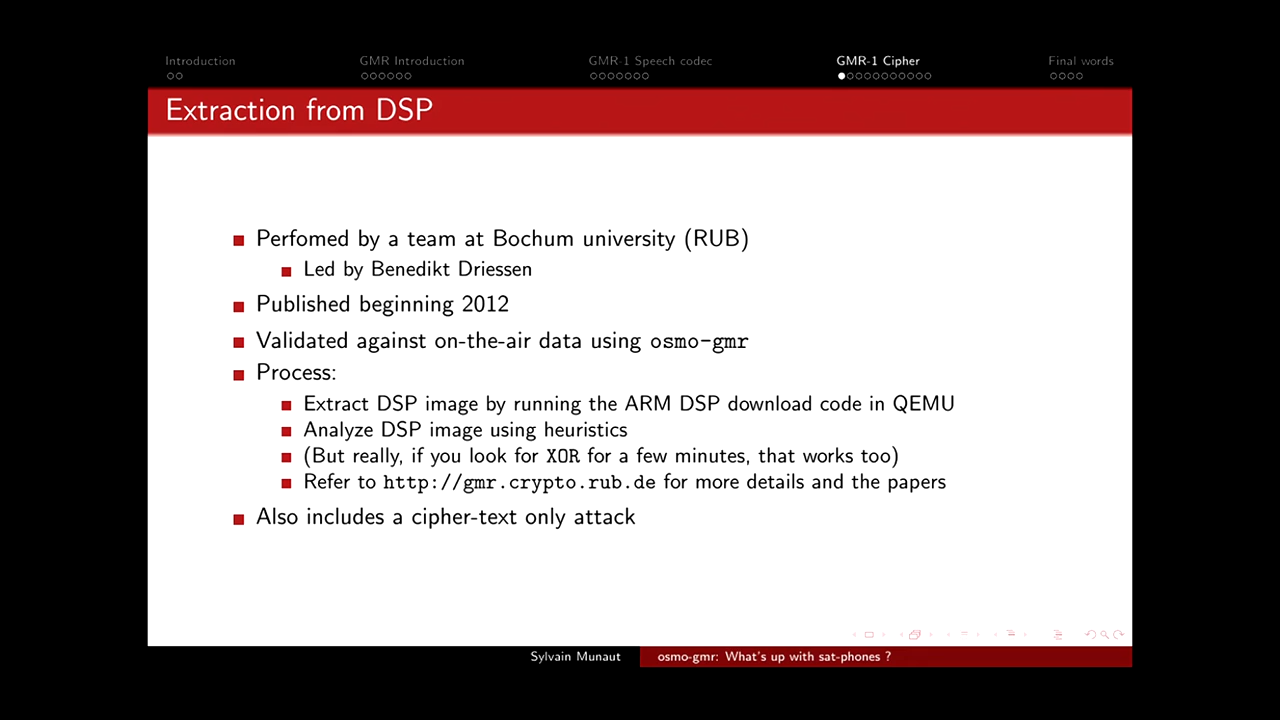 Introduction
GMR Introduction
GMR-1 Speech codec
GMR-1 Cipher
Final words
Extraction from DSP
Perfomed by a team at Bochum university (RUB)
Led by Benedikt Driessen
Published beginning 2012
Validated against on-the-air data using osmo-gmr
Process:
Extract DSP image by running the ARM DSP download code in QEMU
Analyze DSP image using heuristics
(But really, if you look for XOR for a few minutes, that works too)
Refer to http://gmr.crypto.rub.de for more details and the papers
Also includes a cipher-text only attack
Sylvain Munaut
osmo-gmr: What's up with sat-phones ?